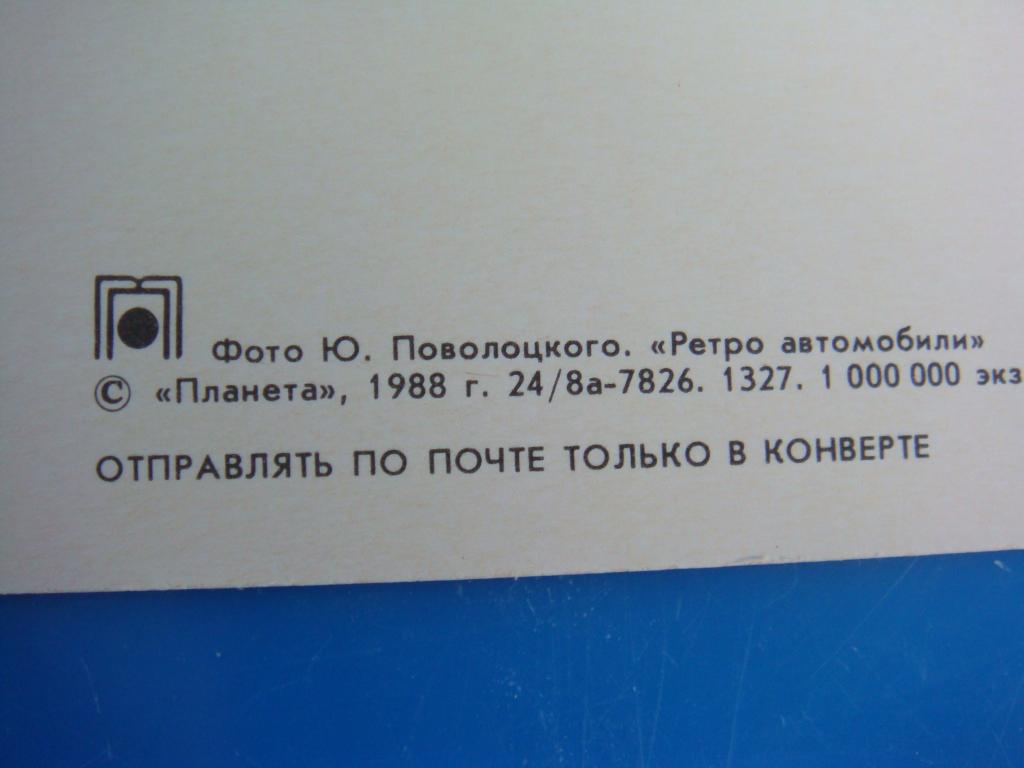 Фото Ю. Поволоцкого. «Ретро автомобили»
© «Планета», 1988 г. 24/8а-7826. 1327. 1 000 000 экз
ОТПРАВЛЯТЬ ПО ПОЧТЕ ТОЛЬКО В КОНВЕРТЕ